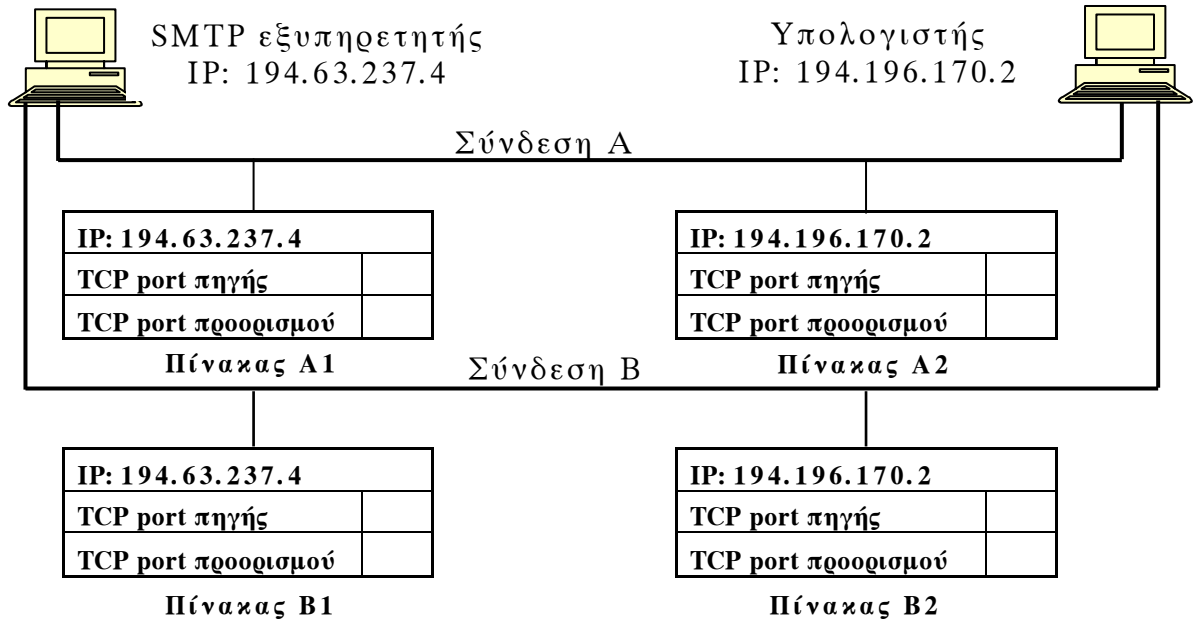 SMTP εξυπηρετητής
IP: 194.63.237.4
Υπολογιστής
IP: 194.196.170.2
Σύνδεση Α
IP: 194.63.237.4
TCP port πηγής
TCP port προορισμού
Πίνακας Α1
IP: 194.196.170.2
TCP port πηγής
TCP port προορισμού
Πίνακας Α2
Σύνδεση Β
IP: 194.63.237.4
TCP port πηγής
TCP port προορισμού
Πίνακας Β1
IP: 194.196.170.2
TCP port πηγής
TCP port προορισμού
Πίνακας Β2